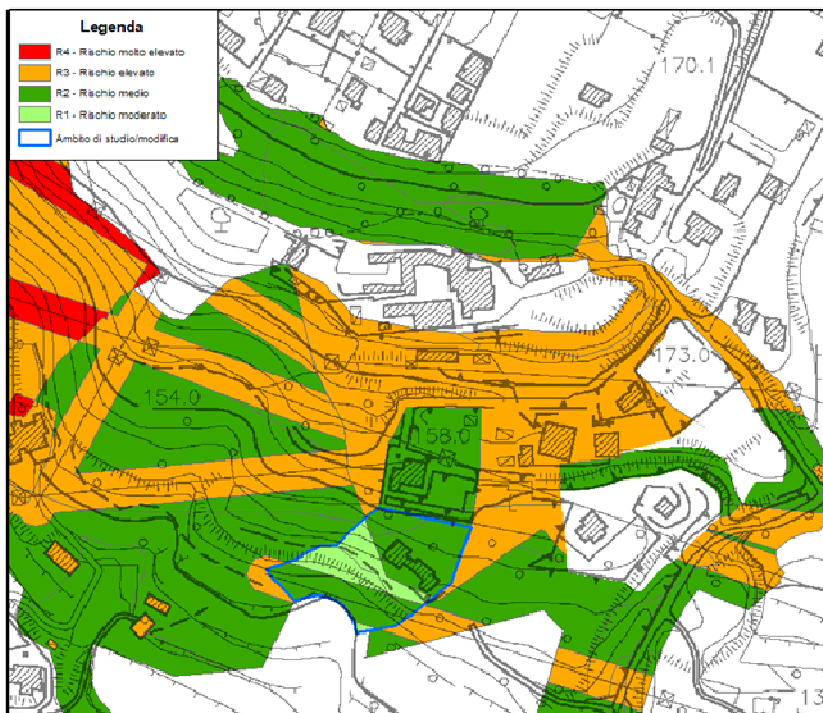 Legenda
R4 - Rischio molto elevato
R3 - Rischio elevato
R2 - Rischio medio
R1 - Rischio moderato
Ambito di studio/modifica
170.1
173.0
154.0
158.0
13